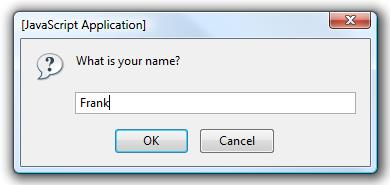 [JavaScript Application]
What is your name?
Frank
OK
Cancel